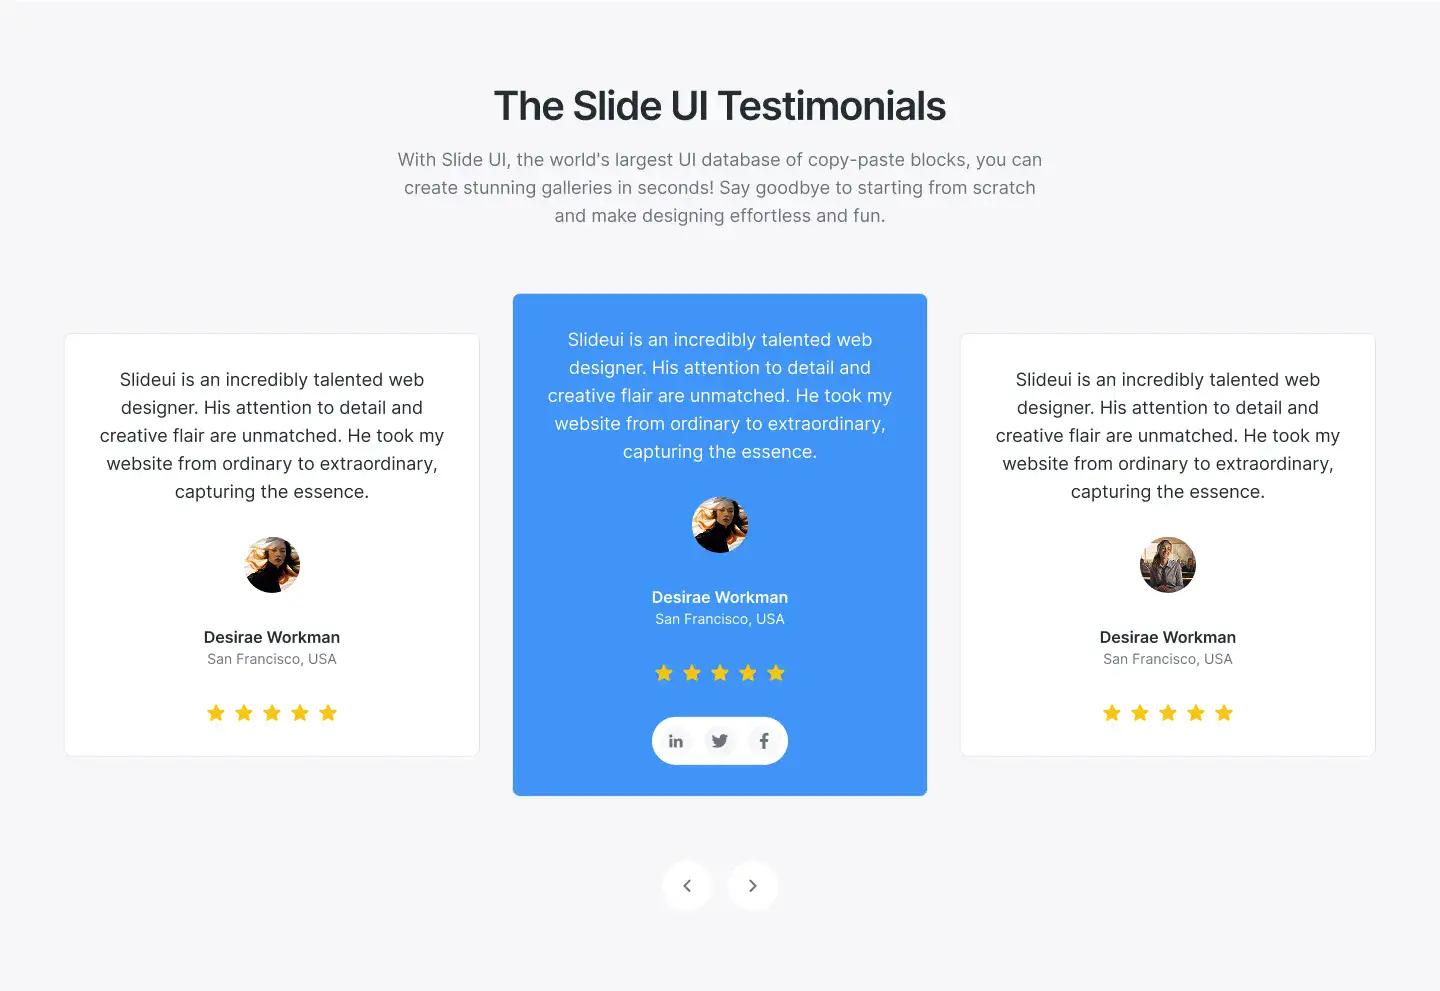 The Slide UI Testimonials
With Slide UI, the world's largest UI database of copy-paste blocks, you can
create stunning galleries in seconds! Say goodbye to starting from scratch
and make designing effortless and fun.
Slideui is an incredibly talented web
designer. His attention to detail and
creative flair are unmatched. He took my
website from ordinary to extraordinary,
capturing the essence.
Desirae Workman
San Francisco, USA
Slideui is an incredibly talented web
designer. His attention to detail and
creative flair are unmatched. He took my
website from ordinary to extraordinary,
capturing the essence.
Desirae Workman
San Francisco, USA
Slideui is an incredibly talented web
designer. His attention to detail and
creative flair are unmatched. He took my
website from ordinary to extraordinary,
capturing the essence.
Desirae Workman
San Francisco, USA